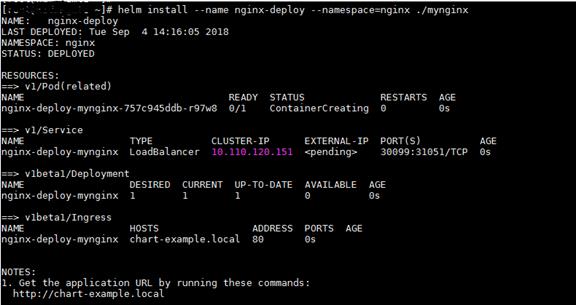 ~]# helm install --name nginx-deploy --namespace=nginx ./mynginx
NAME:   nginx-deploy
LAST DEPLOYED: Tue Sep  4 14:16:05 2018
NAMESPACE: nginx
STATUS: DEPLOYED
RESOURCES:
==> v1/Pod(related)
NAME                                   READY  STATUS             RESTARTS  AGE
nginx-deploy-mynginx-757c945ddb-r97w8  0/1    ContainerCreating  0         0s
==> v1/Service
NAME                  TYPE          CLUSTER-IP      EXTERNAL-IP  PORT(S)          AGE
nginx-deploy-mynginx  LoadBalancer  10.110.120.151  <pending>    30099:31051/TCP  0s
==> v1beta1/Deployment
NAME                  DESIRED  CURRENT  UP-TO-DATE  AVAILABLE  AGE
nginx-deploy-mynginx  1        1        1           0          0s
==> v1beta1/Ingress
NAME                  HOSTS                ADDRESS  PORTS  AGE
nginx-deploy-mynginx  chart-example.local  80       0s
NOTES:
1. Get the application URL by running these commands:
http://chart-example.local